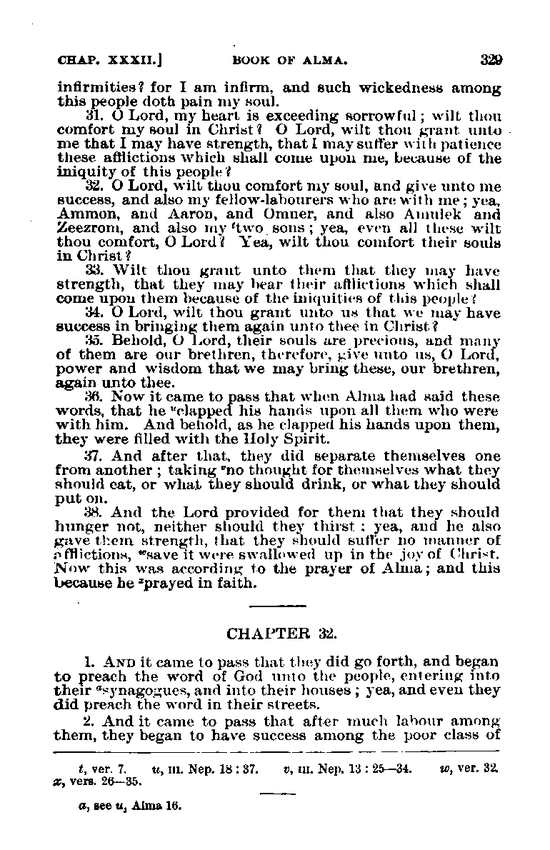 CHAP. XXXII.] BOOK OF ALMA. 329
infirmities? for I am infirm, and such wickedness among
this people doth pain my soul.
31. O Lord, my heart is exceeding sorrowful; wilt thou
comfort my soul in Christ? O Lord, wilt thou grant unto
me that I may have strength, that I may suffer with patience
these afflictions which shall come upon me, because of the
iniquity of this people?
32. O Lord, wilt thou comfort my soul, and give unto me
success, and also my fellow-labourers who are with me; yea,
Ammon, and Aaron, and Omner, and also Amulek and
Zeezrom, and also my ᵗtwo sons; yea, even all these wilt
thou comfort, O Lord? Yea, wilt thou comfort their souls
in Christ?
33. Wilt thou grant unto them that they may have
strength, that they may bear their afflictions which shall
come upon them because of the iniquities of this people?
34. O Lord, wilt thou grant unto us that we may have
success in bringing them again unto thee in Christ?
35. Behold, O Lord, their souls are precious, and many
of them are our brethren, therefore, give unto us, O Lord,
power and wisdom that we may bring these, our brethren,
again unto thee.
36. Now it came to pass that when Alma had said these
words, that he ᵘclapped his hands upon all them who were
with him. And behold, as he clapped his hands upon them,
they were filled with the Holy Spirit.
37. And after that, they did separate themselves one
from another; taking ᵛno thought for themselves what they
should eat, or what they should drink, or what they should
put on.
38. And the Lord provided for them that they should
hunger not, neither should they thirst; yea, and he also
gave them strength, that they should suffer no manner of
afflictions, ʷsave it were swallowed up in the joy of Christ.
Now this was according to the prayer of Alma; and this
because he ˣprayed in faith.
CHAPTER 32.
1. AND it came to pass that they did go forth, and began
to preach the word of God unto the people, entering into
their ᵃsynagogues, and into their houses; yea, and even they
did preach the word in their streets.
2. And it came to pass that after much labour among
them, they began to have success among the poor class of
t, ver. 7. u, III. Nep. 18:37. v, III. Nep. 13:25—34. w, ver. 32.
x, vers. 26—35.
a, see u, Alma 16.